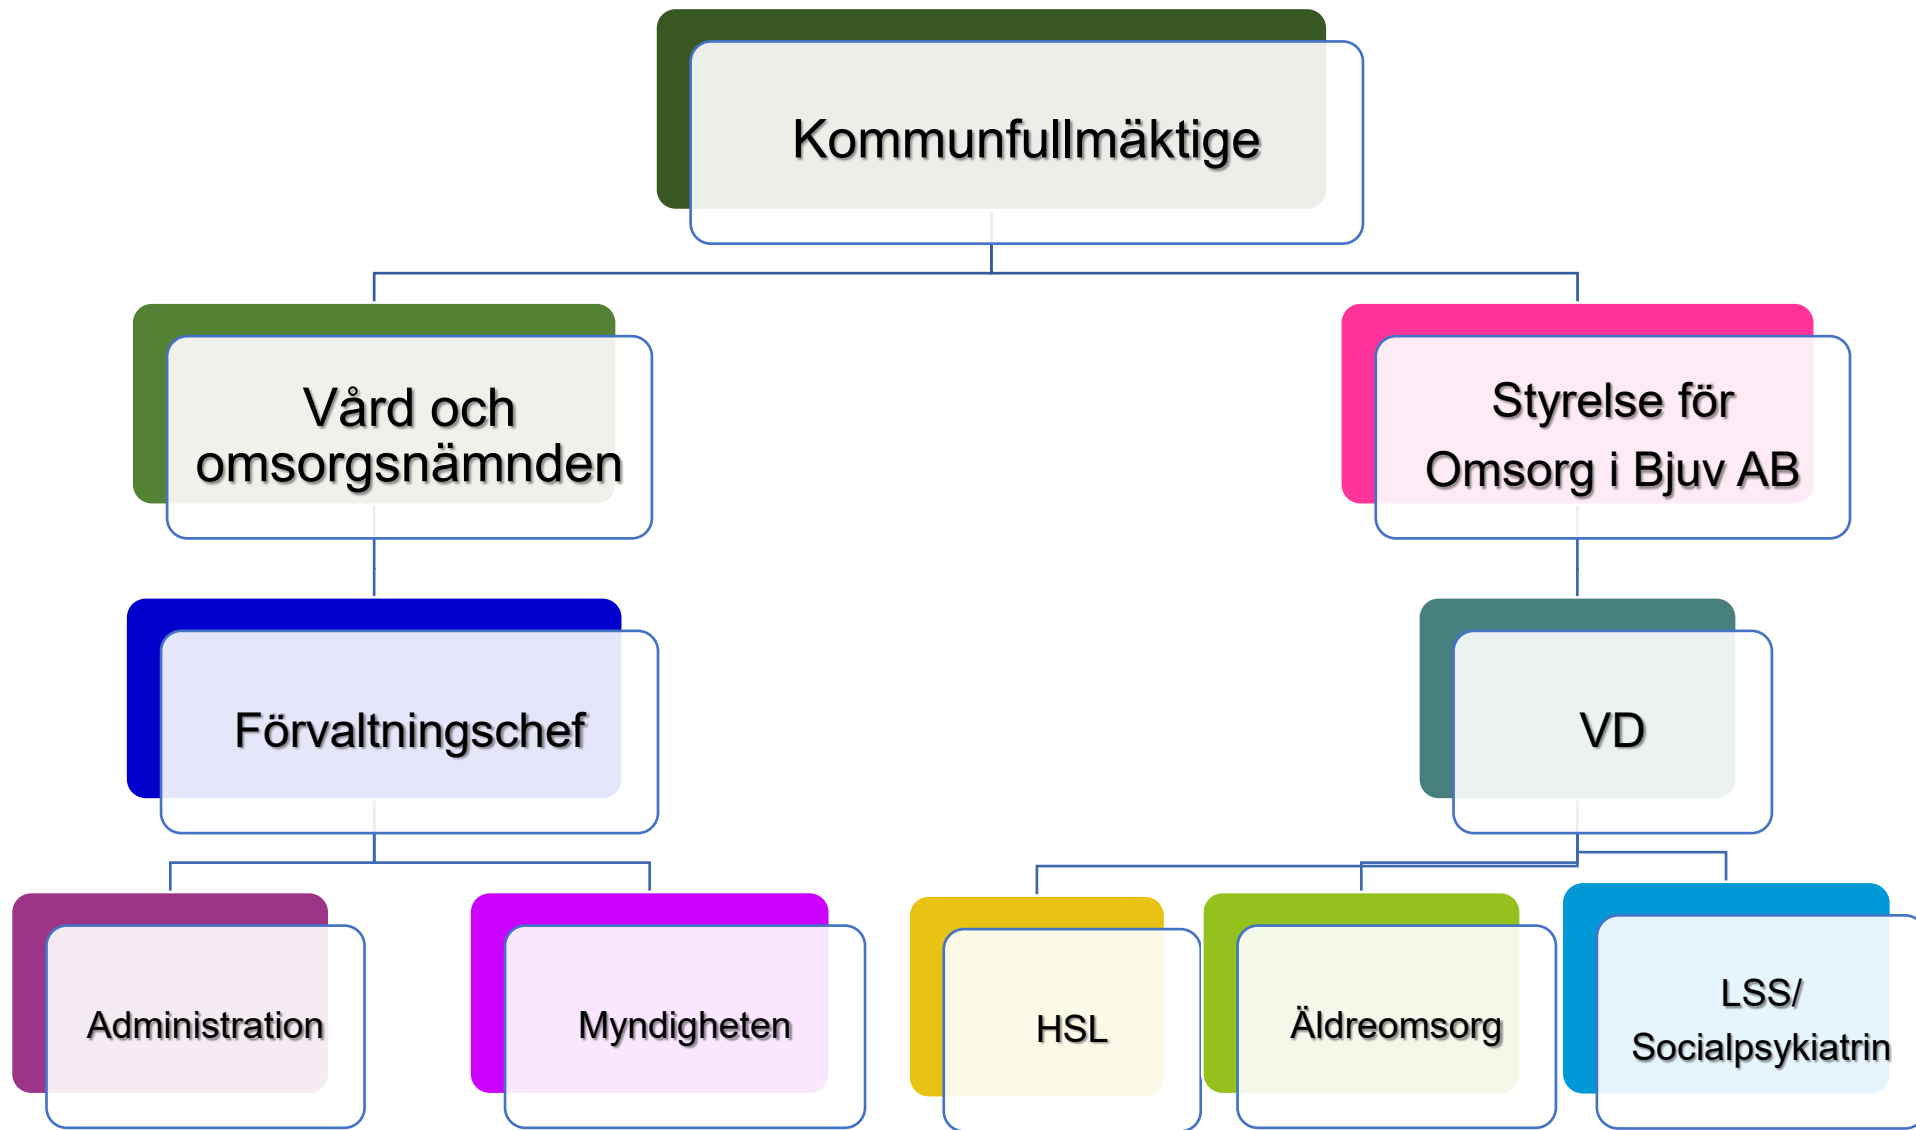 Kommunfullmäktige
Vård och
omsorgsnämnden
Styrelse för
Omsorg i Bjuv AB
Förvaltningschef
VD
Administration
Myndigheten
HSL
Äldreomsorg
LSS/
Socialpsykiatrin